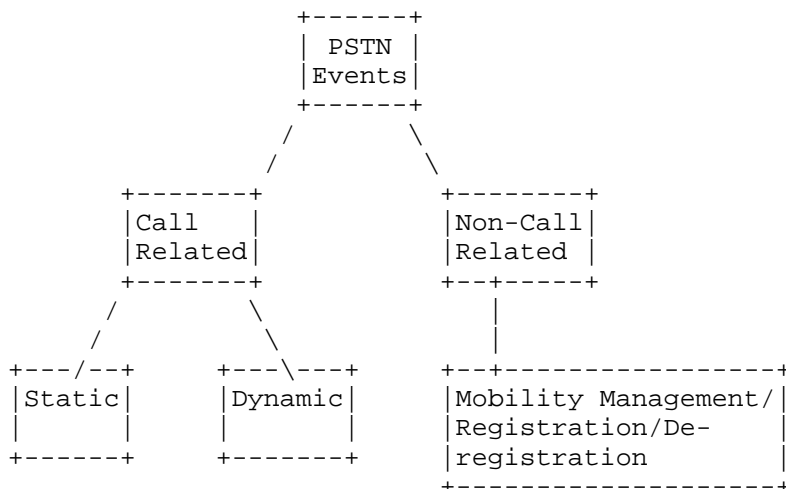 PSTN
Events
Call
Related
Non-Call
Related
Static
Dynamic
Mobility Management/
Registration/De-
registration